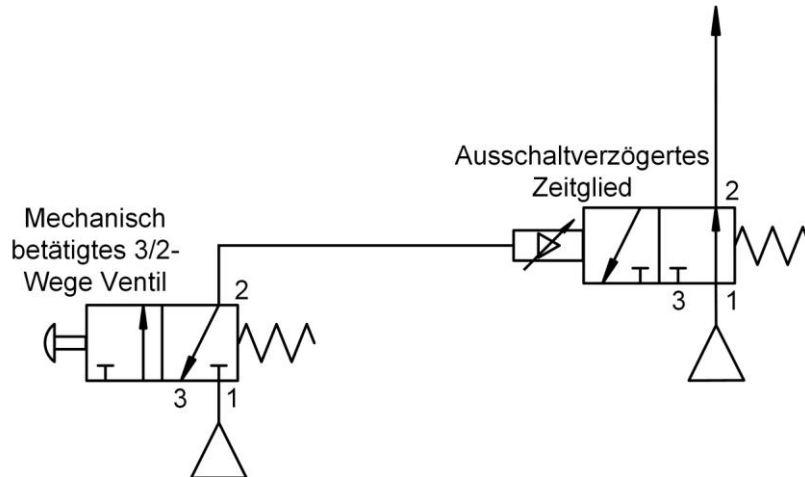 Ausschaltverzögertes
Zeitglied
2
3
1
Mechanisch
betätigtes 3/2-
Wege Ventil
2
3
1